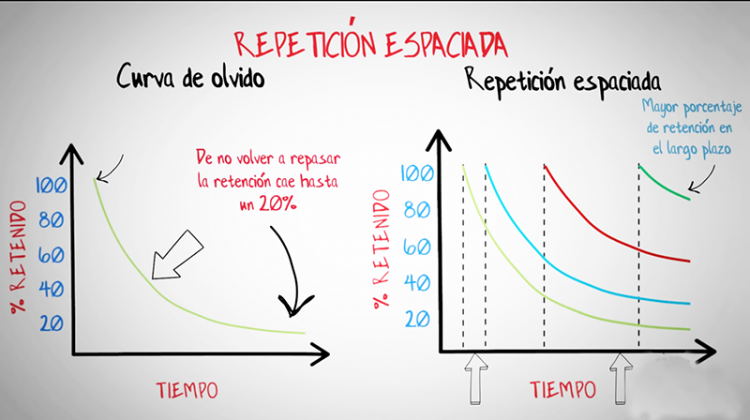 REPETICIÓN ESPACIADA
Curva de olvido
De no volver a repasar
la retención cae hasta
un 20%
% RETENIDO
100
80
60
40
20
TIEMPO
Repetición espaciada
Mayor porcentaje
de retención en
el largo plazo
% RETENIDO
100
80
60
40
20
TIEMPO